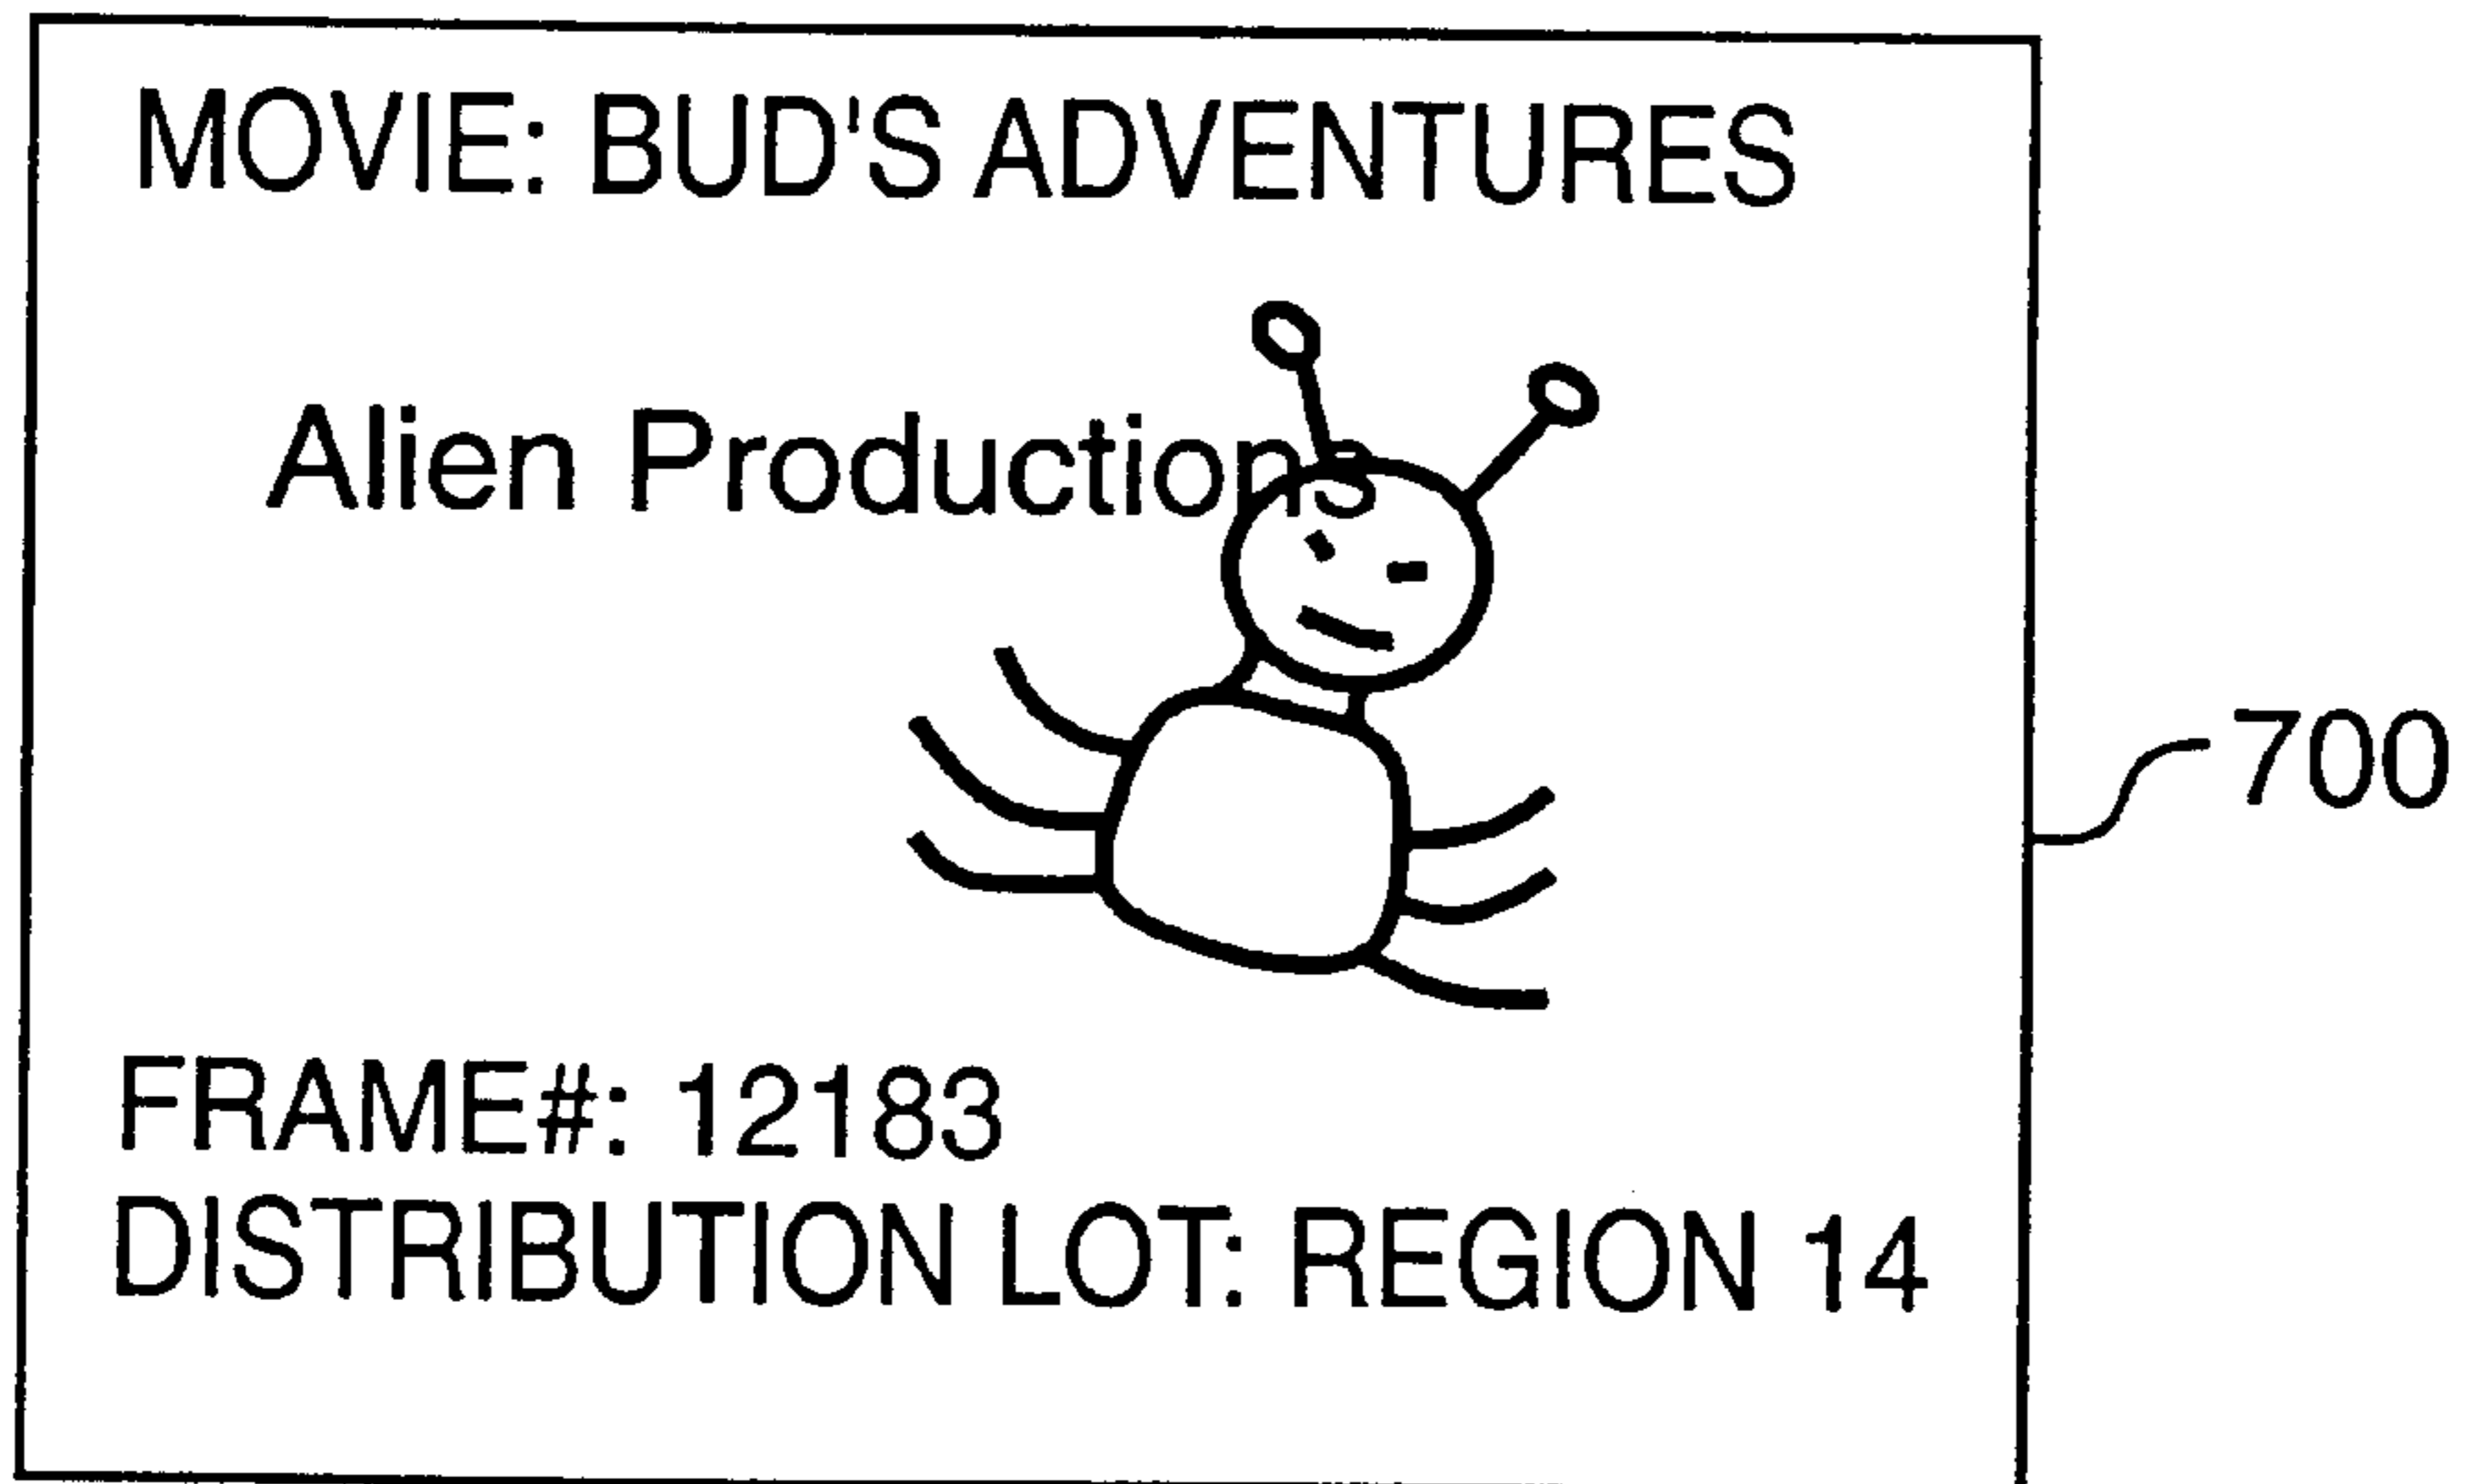 MOVIE: BUD'S ADVENTURES
Alien Productions
700
FRAME#: 12183
DISTRIBUTION LOT: REGION 14